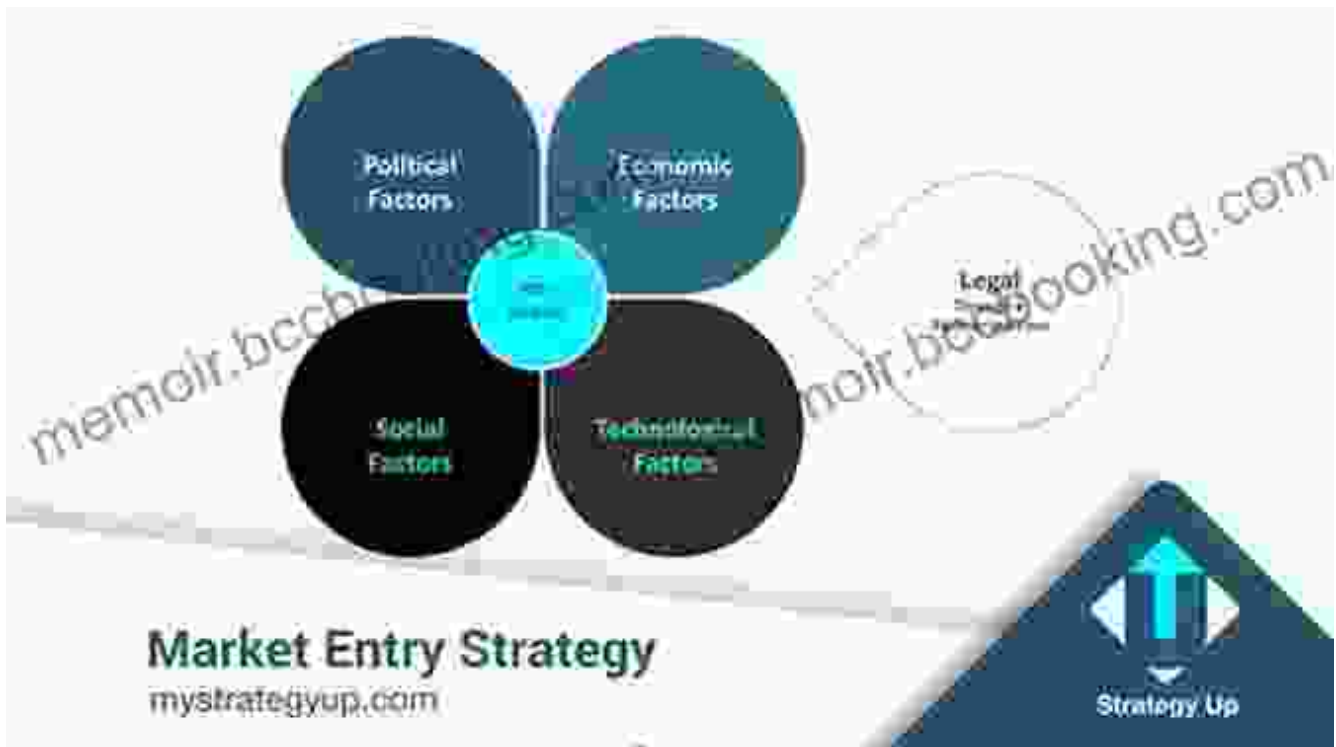 Political
Factors
Economic
Factors
Social
Factors
Technological
Factors
Legal
memoir.bccbooking.com
Market Entry Strategy
mystrategyup.com
Strategy Up